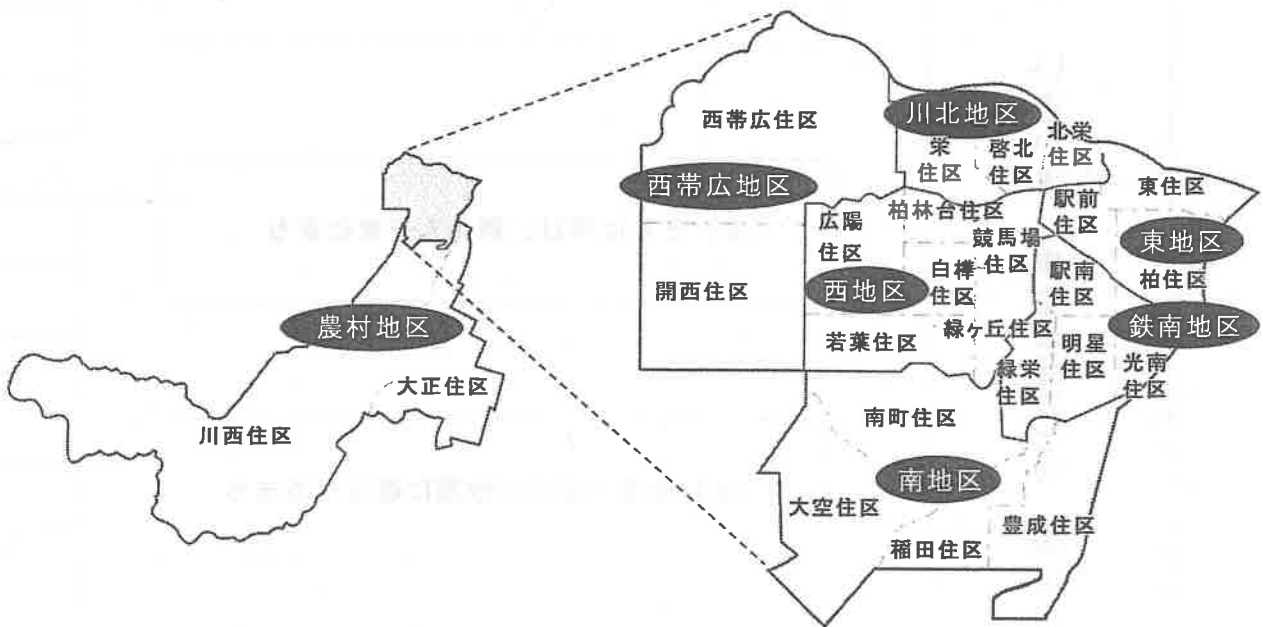 農村地区
大正住区
川西住区
西帯広住区
川北地区
栄
住区
啓北
住区
北栄
住区
西帯広地区
柏林台住区
駅前
住区
東住区
広陽
住区
競馬場
住区
東地区
開西住区
西地区
白樺
住区
駅南
住区
柏住区
若葉住区
緑ヶ丘住区
鉄南地区
明星
住区
緑栄
住区
光南
住区
南町住区
南地区
大空住区
豊成住区
稲田住区